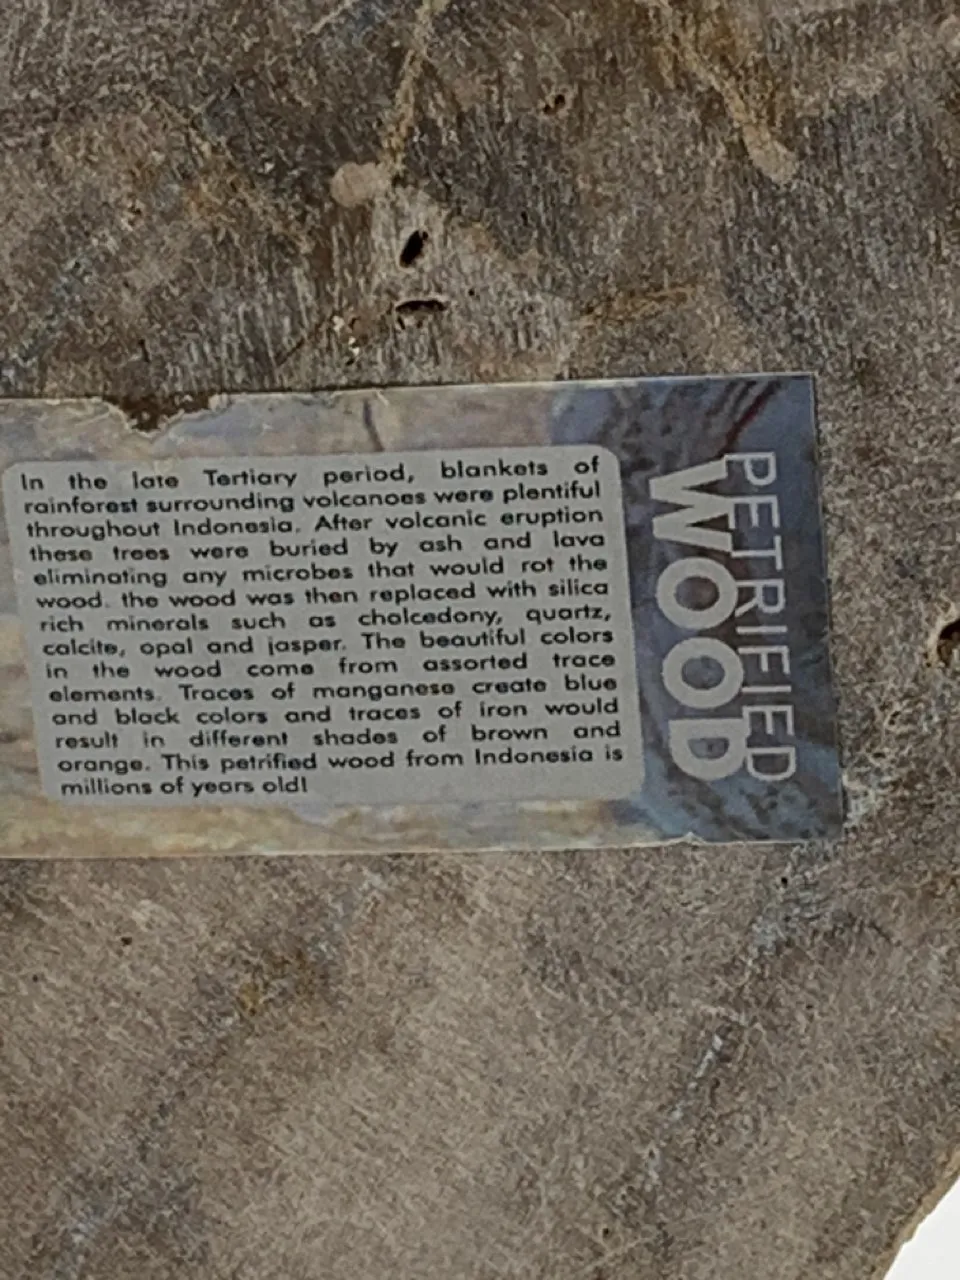 In the late Tertiary period, blankets of
rainforest surrounding volcanoes were plentiful
throughout Indonesia. After volcanic eruption
these trees were buried by ash and lava
eliminating any microbes that would rot the
wood. the wood was then replaced with silica
rich minerals such as chalcedony, quartz,
calcite, opal and jasper. The beautiful colors
in the wood come from assorted trace
elements. Traces of manganese create blue
and black colors and traces of iron would
result in different shades of brown and
orange. This petrified wood from Indonesia is
millions of years old!
PETRIFIED
WOOD